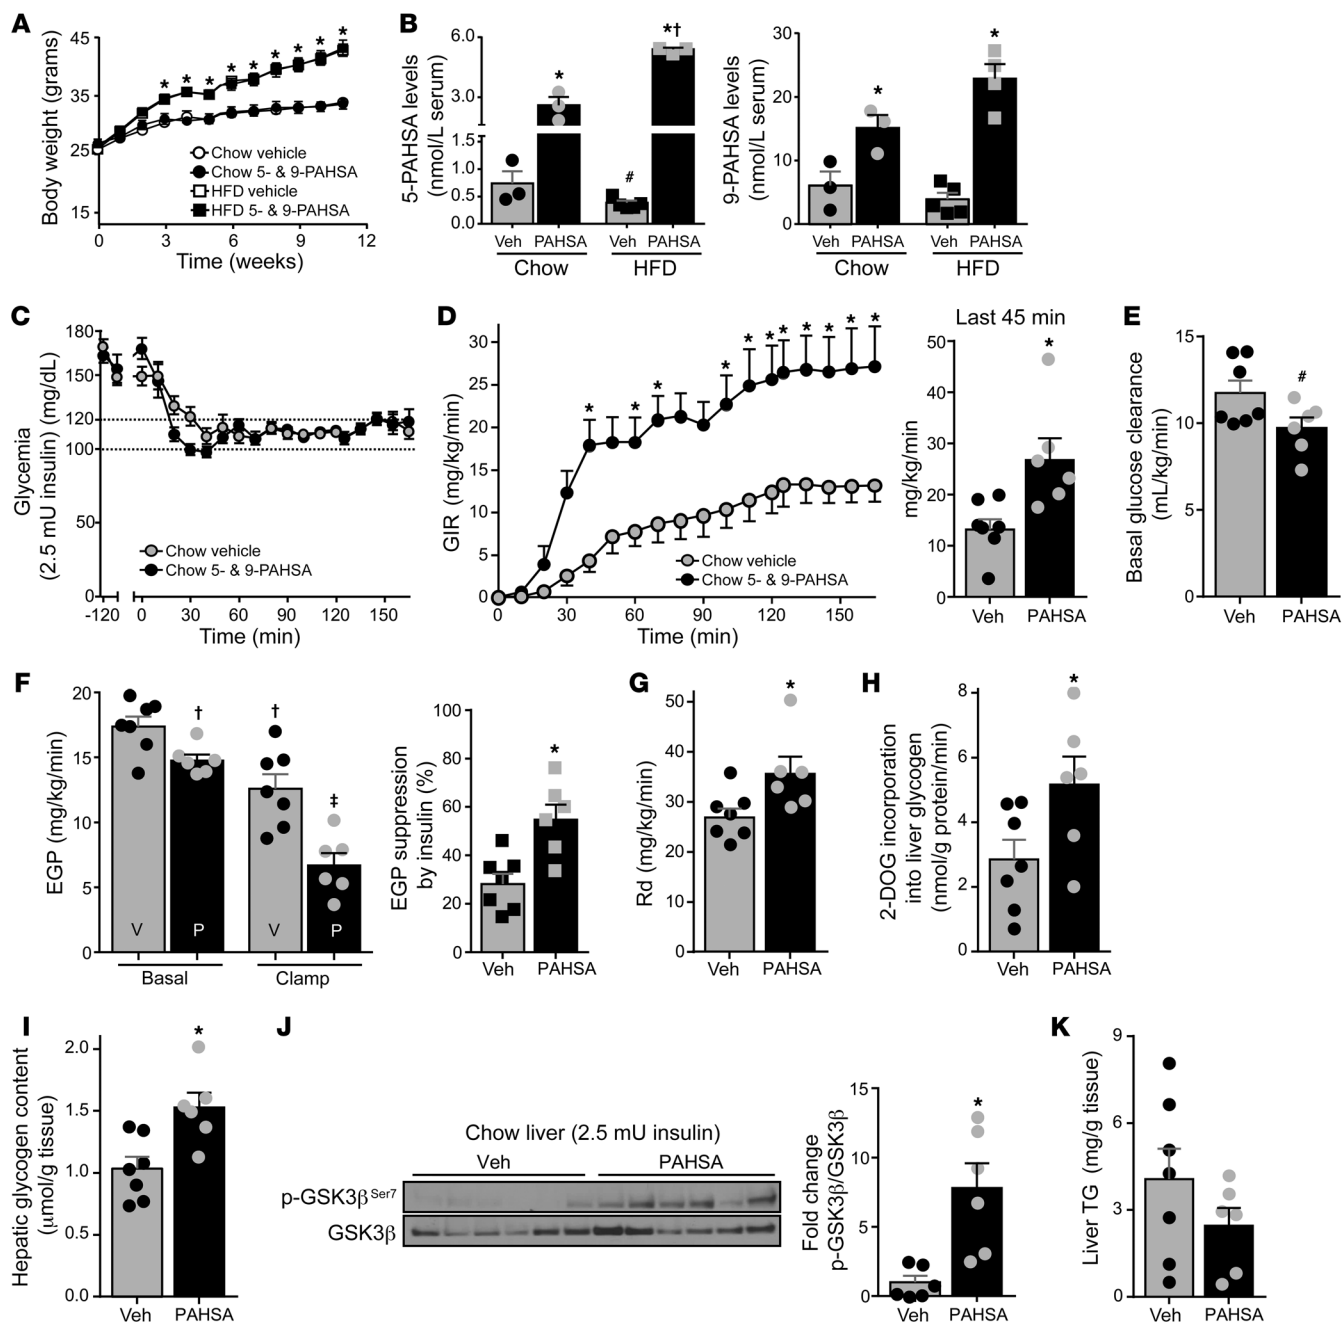 A
Body weight (grams)
45
35
25
15
0
3
6
9
12
Time (weeks)
* * * * * * * * *
Chow vehicle
Chow 5- & 9-PAHSA
HFD vehicle
HFD 5- & 9-PAHSA
B
5-PAHSA levels
(nmol/L serum)
6.0
3.0
1.5
1.0
0.5
0.0
*
#
*†
Veh PAHSA Veh PAHSA
Chow HFD
9-PAHSA levels
(nmol/L serum)
30
20
10
0
*
*
Veh PAHSA Veh PAHSA
Chow HFD
C
Glycemia
(2.5 mU insulin) (mg/dL)
180
150
120
100
50
0
-120 0 30 60 90 120 150
Time (min)
Chow vehicle
Chow 5- & 9-PAHSA
D
GIR (mg/kg/min)
30
25
20
15
10
5
0
0 30 60 90 120 150
Time (min)
* * * * * * * * * * *
Chow vehicle
Chow 5- & 9-PAHSA
Last 45 min
mg/kg/min
50
40
30
20
10
0
*
Veh PAHSA
E
Basal glucose clearance
(mL/kg/min)
15
10
5
0
#
Veh PAHSA
F
EGP (mg/kg/min)
20
15
10
5
0
†
†
‡
V P V P
Basal Clamp
EGP suppression
by insulin (%)
100
80
60
40
20
0
*
Veh PAHSA
G
Rd (mg/kg/min)
50
40
30
20
10
0
*
Veh PAHSA
H
2-DOG incorporation
into liver glycogen
(nmol/g protein/min)
8
6
4
2
0
*
Veh PAHSA
I
Hepatic glycogen content
(μmol/g tissue)
2.0
1.5
1.0
0.5
0.0
*
Veh PAHSA
J
Chow liver (2.5 mU insulin)
Veh PAHSA
p-GSK3β Ser7
GSK3β
Fold change
p-GSK3β/GSK3β
15
10
5
0
*
Veh PAHSA
K
Liver TG (mg/g tissue)
9
6
3
0
Veh PAHSA